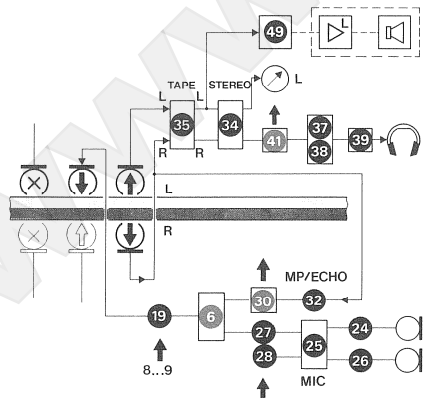 49
L
TAPE STEREO
L L L
35 34
R R
41
37
38
39
L
R
MP/ECHO
30 32
19 6
27
28
25
24
26
8...9
MIC